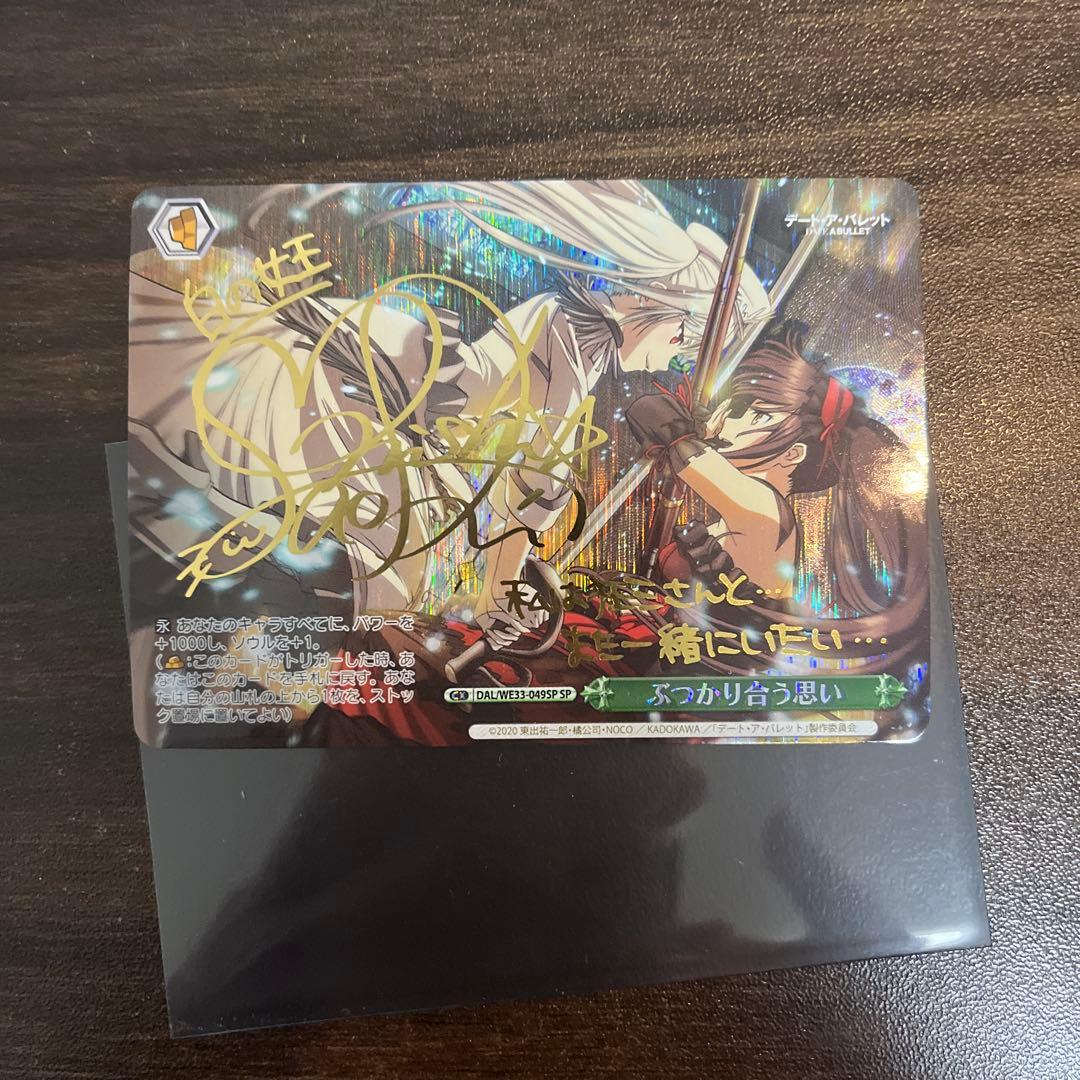 デート・ア・バレット
DATE A BULLET
白の女王
私は狂三さんと…
また一緒にいたい…
永 あなたのキャラすべてに、パワーを
+1000し、ソウルを+1。
(:このカードがトリガーした時、あ
なたはこのカードを手札に戻す。あな
たは自分の山札の上から1枚を、ストッ
ク置場に置いてよい)
CX DAL/WE33-049SP SP
ぶつかり合う思い
©2020 東出祐一郎・橘公司・NOCO ／KADOKAWA ／「デート・ア・バレット」製作委員会